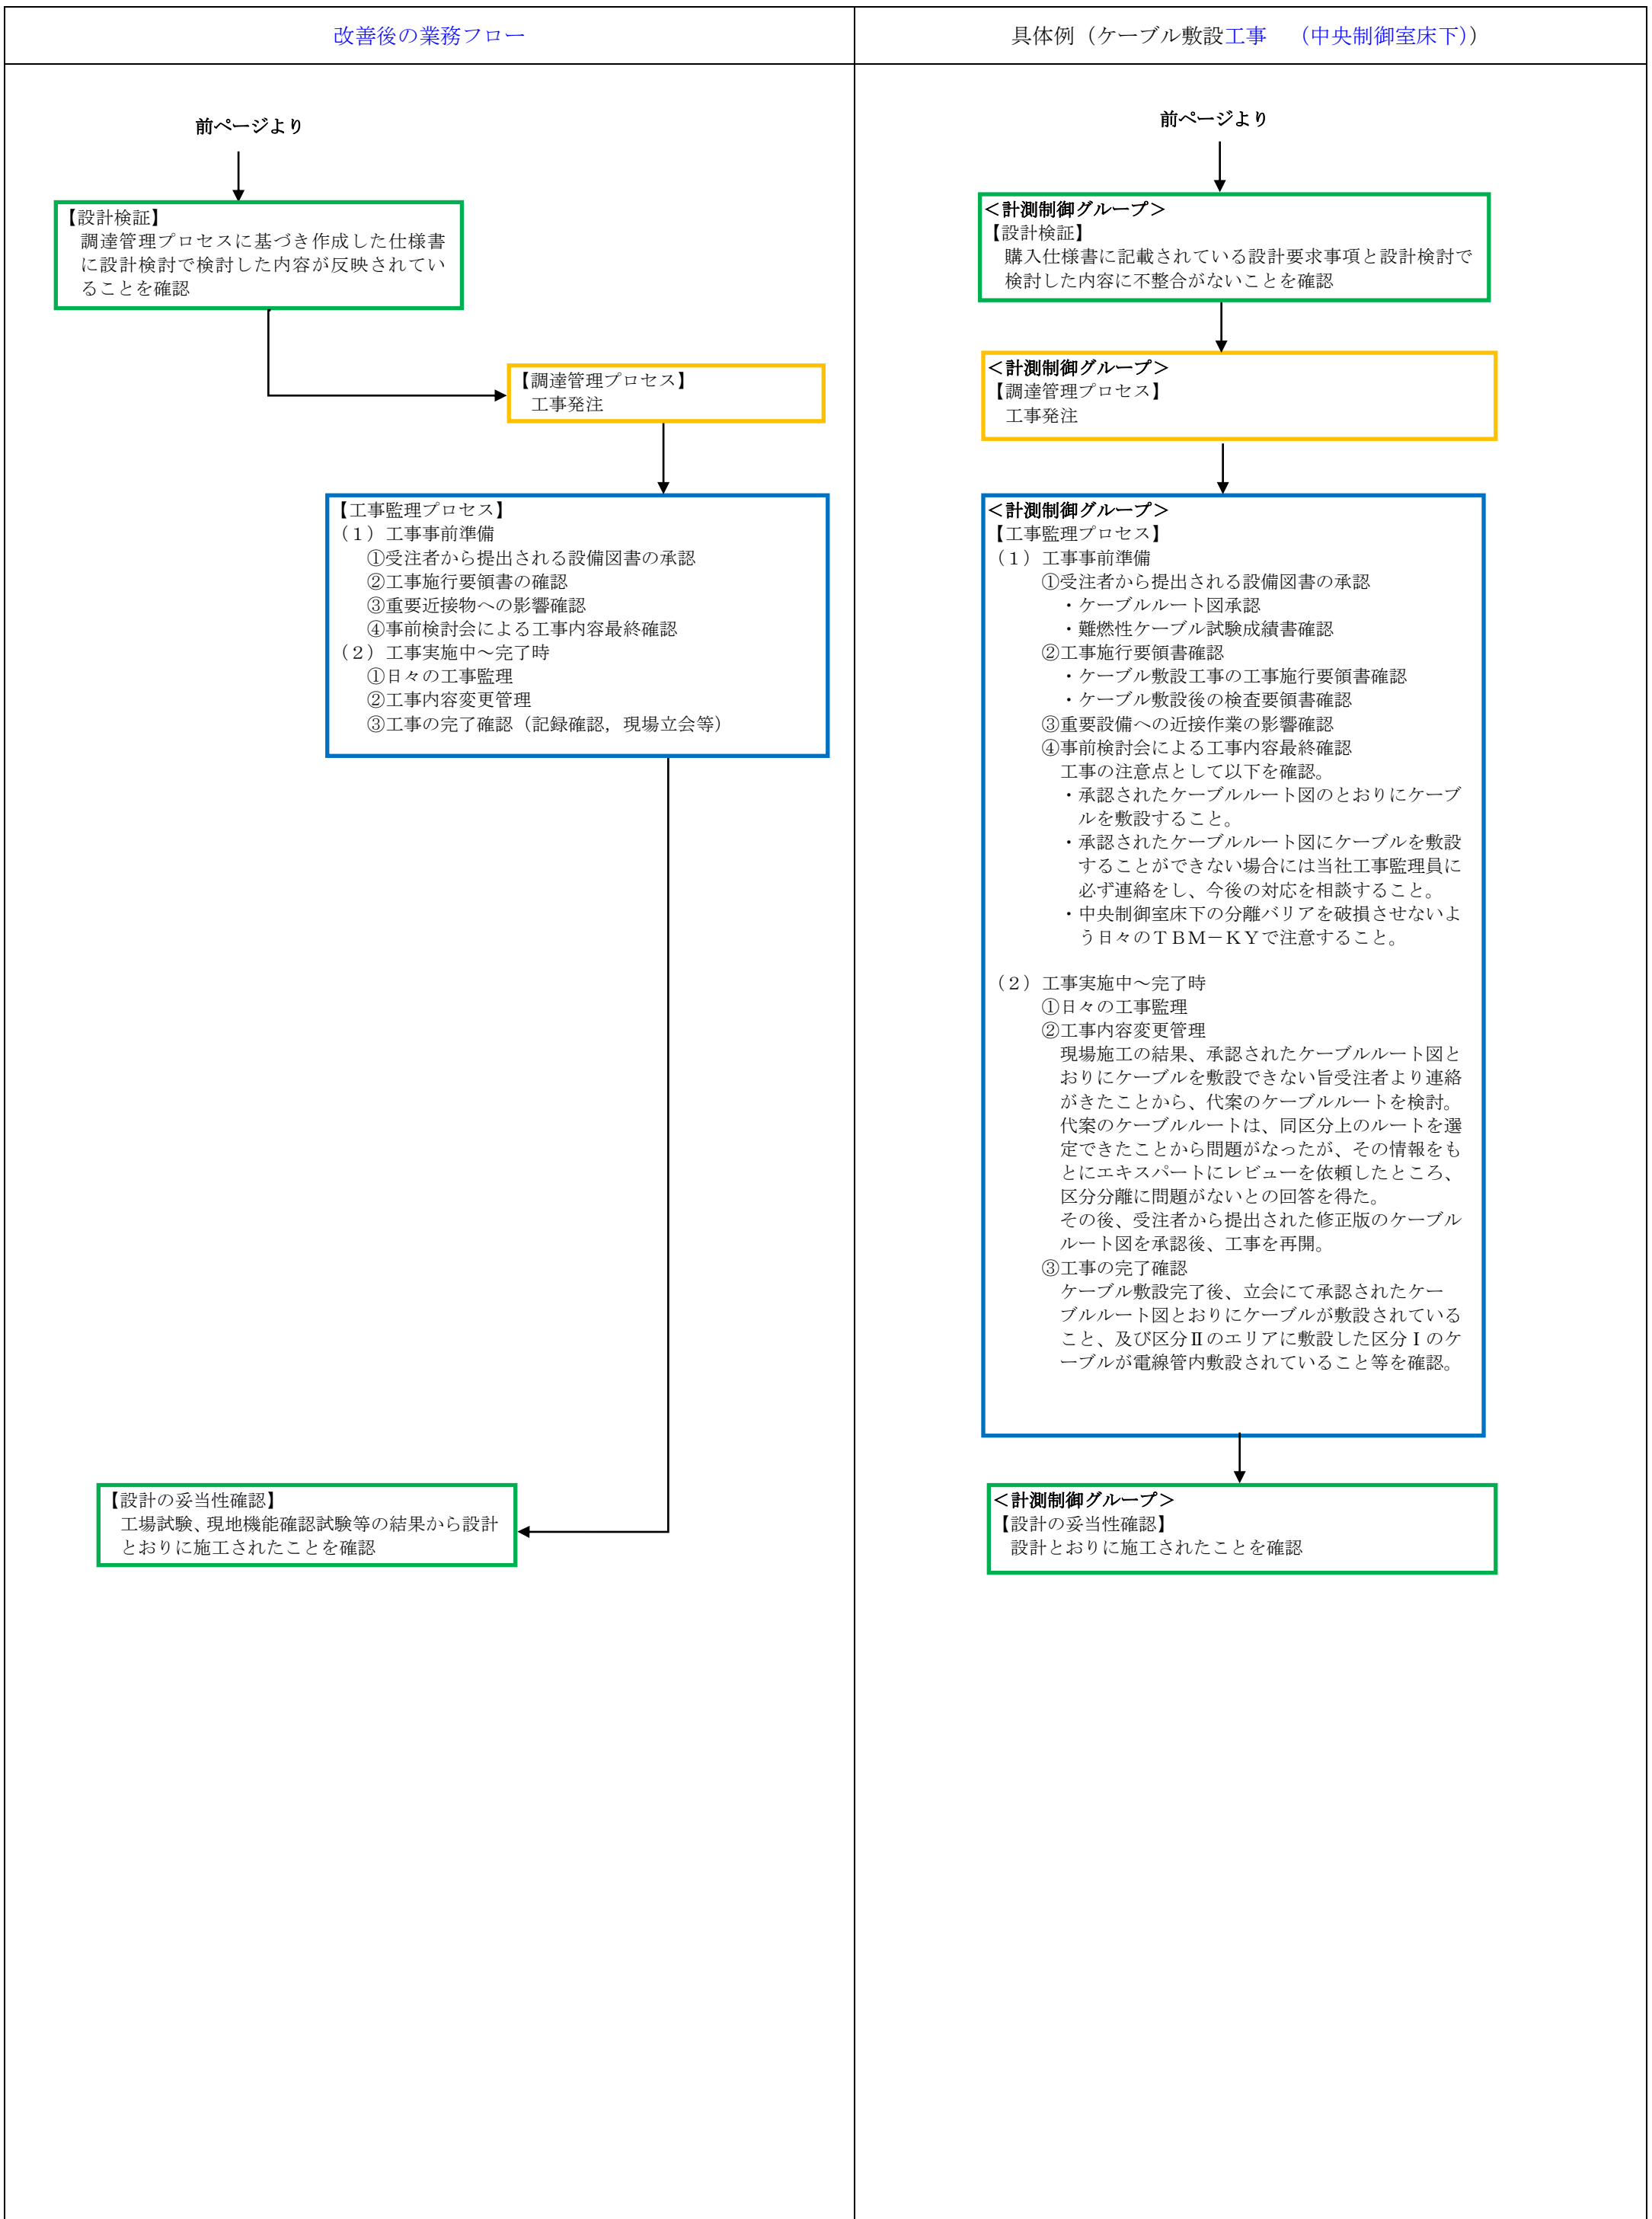 改善後の業務フロー
前ページより
【設計検証】
調達管理プロセスに基づき作成した仕様書
に設計検討で検討した内容が反映されてい
ることを確認
【調達管理プロセス】
工事発注
【工事監理プロセス】
(1)工事事前準備
①受注者から提出される設備図書の承認
②工事施行要領書の確認
③重要近接物への影響確認
④事前検討会による工事内容最終確認
(2)工事実施中～完了時
①日々の工事監理
②工事内容変更管理
③工事の完了確認（記録確認，現場立会等）
【設計の妥当性確認】
工場試験、現地機能確認試験等の結果から設計
とおりに施工されたことを確認
具体例（ケーブル敷設工事　（中央制御室床下））
前ページより
＜計測制御グループ＞
【設計検証】
購入仕様書に記載されている設計要求事項と設計検討で
検討した内容に不整合がないことを確認
＜計測制御グループ＞
【調達管理プロセス】
工事発注
＜計測制御グループ＞
【工事監理プロセス】
（１）工事事前準備
①受注者から提出される設備図書の承認
・ケーブルルート図承認
・難燃性ケーブル試験成績書確認
②工事施行要領書確認
・ケーブル敷設工事の工事施行要領書確認
・ケーブル敷設後の検査要領書確認
③重要設備への近接作業の影響確認
④事前検討会による工事内容最終確認
工事の注意点として以下を確認。
・承認されたケーブルルート図のとおりにケーブ
ルを敷設すること。
・承認されたケーブルルート図にケーブルを敷設
することができない場合には当社工事監理員に
必ず連絡をし、今後の対応を相談すること。
・中央制御室床下の分離バリアを破損させないよ
う日々のＴＢＭ－ＫＹで注意すること。
（２）工事実施中～完了時
①日々の工事監理
②工事内容変更管理
現場施工の結果、承認されたケーブルルート図と
おりにケーブルを敷設できない旨受注者より連絡
がきたことから、代案のケーブルルートを検討。
代案のケーブルルートは、同区分上のルートを選
定できたことから問題がなったが、その情報をも
とにエキスパートにレビューを依頼したところ、
区分分離に問題がないとの回答を得た。
その後、受注者から提出された修正版のケーブル
ルート図を承認後、工事を再開。
③工事の完了確認
ケーブル敷設完了後、立会にて承認されたケー
ブルルート図とおりにケーブルが敷設されている
こと、及び区分Ⅱのエリアに敷設した区分Ⅰのケ
ーブルが電線管内敷設されていること等を確認。
＜計測制御グループ＞
【設計の妥当性確認】
設計とおりに施工されたことを確認